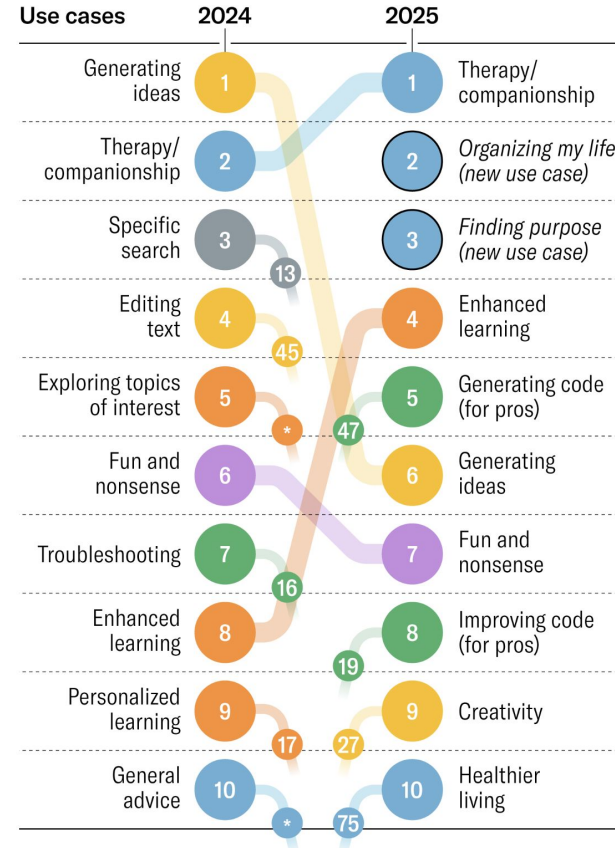 Use cases 2024 2025
Generating
ideas
1
1
Therapy/
companionship
Therapy/
companionship
2
2
Organizing my life
(new use case)
Specific
search
3
13
3
Finding purpose
(new use case)
Editing
text
4
45
4
Enhanced
learning
Exploring topics
of interest
5
*
47
5
Generating code
(for pros)
Fun and
nonsense
6
6
Generating
ideas
Troubleshooting
7
16
7
Fun and
nonsense
Enhanced
learning
8
19
8
Improving code
(for pros)
Personalized
learning
9
17
27
9
Creativity
General
advice
10
*
75
10
Healthier
living